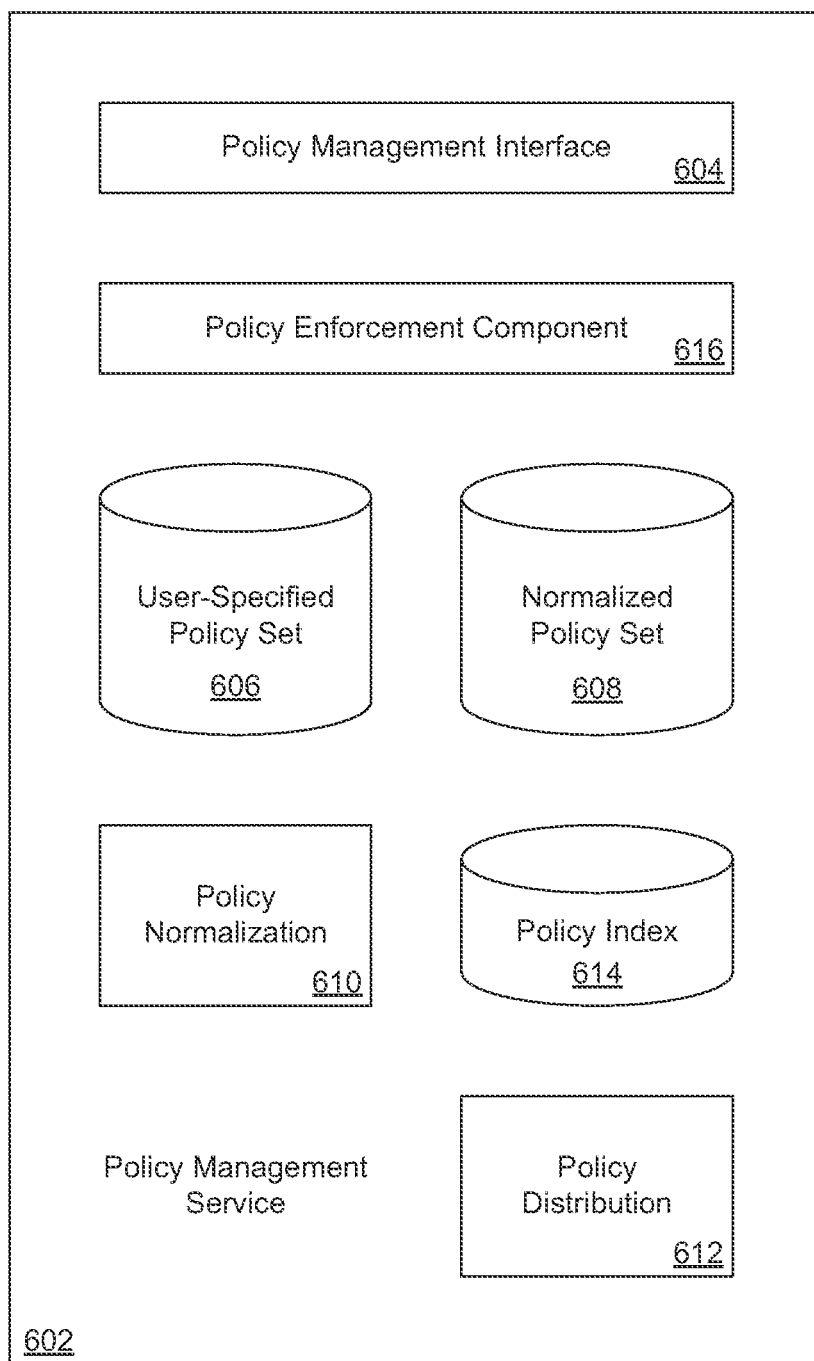 Policy Management Interface
604
Policy Enforcement Component
616
User-Specified
Policy Set
606
Normalized
Policy Set
608
Policy
Normalization
610
Policy Index
614
Policy Management
Service
Policy
Distribution
612
602